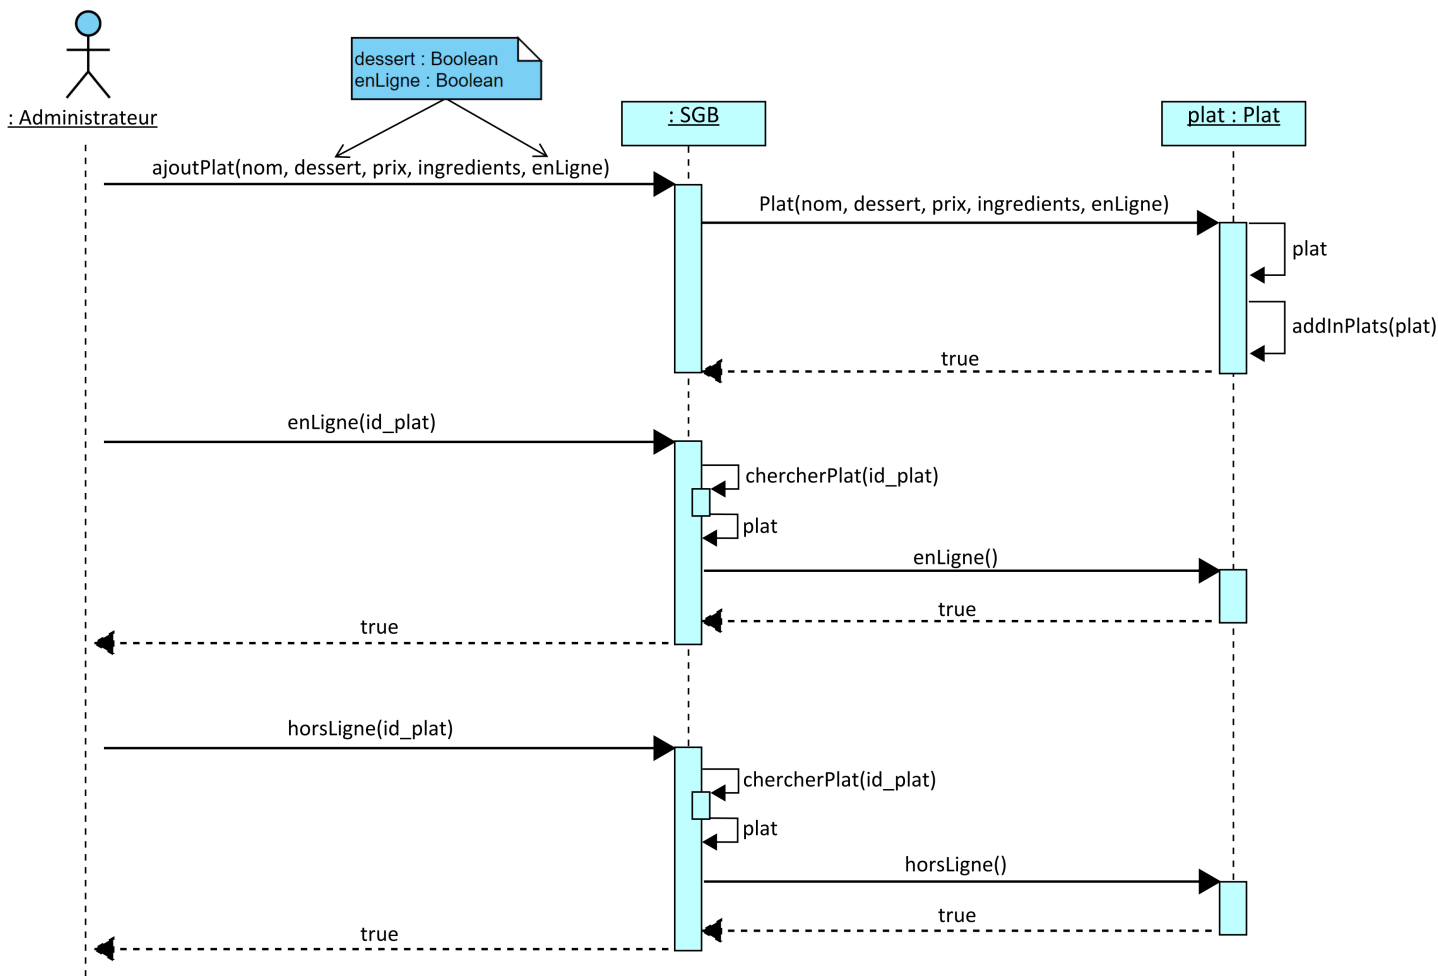 dessert : Boolean
enLigne : Boolean
: Administrateur
: SGB
plat : Plat
ajoutPlat(nom, dessert, prix, ingredients, enLigne)
Plat(nom, dessert, prix, ingredients, enLigne)
plat
addInPlats(plat)
true
enLigne(id_plat)
chercherPlat(id_plat)
plat
enLigne()
true
true
horsLigne(id_plat)
chercherPlat(id_plat)
plat
horsLigne()
true
true